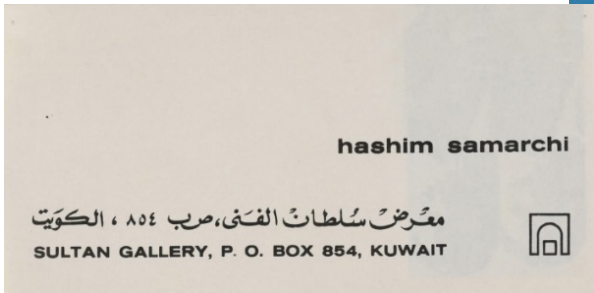 hashim samarchi
معرض سلطان الفني، ص ب ٨٥٤ ، الكويت
SULTAN GALLERY, P. O. BOX 854, KUWAIT